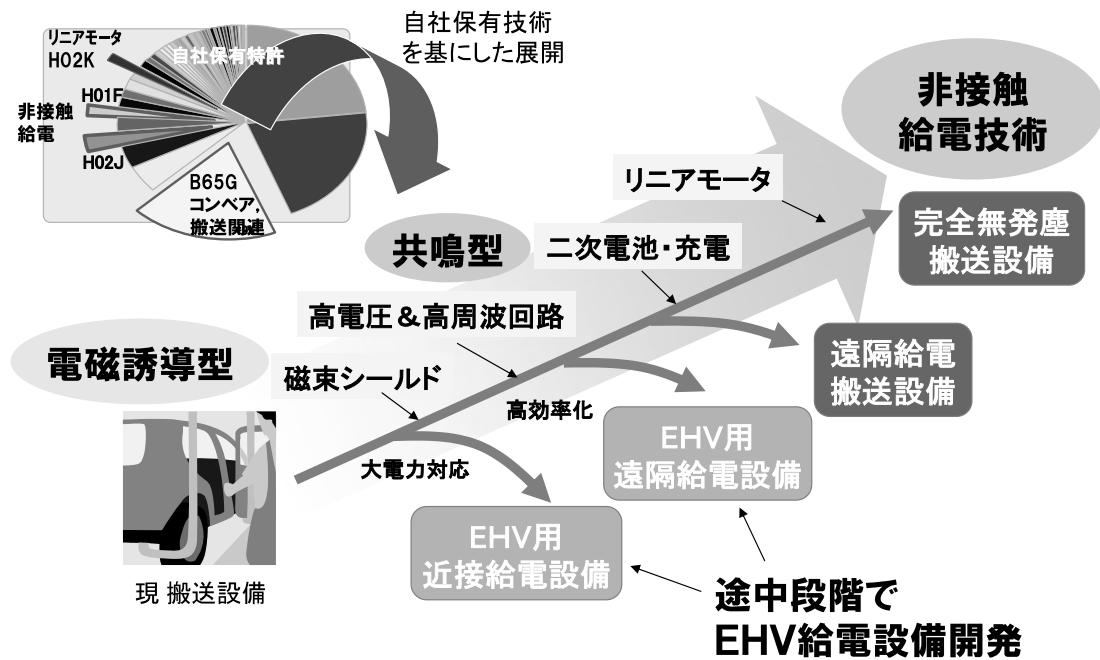 自社保有技術
を基にした展開
リニアモータ
H02K
自社保有特許
H01F
非接触
給電
H02J
B65G
コンベア,
搬送関連
非接触
給電技術
リニアモータ
完全無発塵
搬送設備
共鳴型
二次電池・充電
高電圧＆高周波回路
遠隔給電
搬送設備
電磁誘導型
磁束シールド
高効率化
EHV用
遠隔給電設備
大電力対応
EHV用
近接給電設備
現 搬送設備
途中段階で
EHV給電設備開発